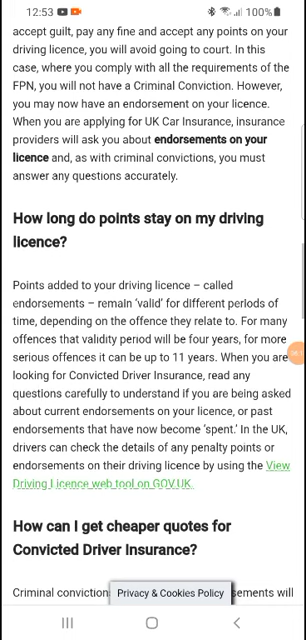 12:53 100%
accept guilt, pay any fine and accept any points on your
driving licence, you will avoid going to court. In this
case, where you comply with all the requirements of the
FPN, you will not have a Criminal Conviction. However,
you may now have an endorsement on your licence.
When you are applying for UK Car Insurance, insurance
providers will ask you about endorsements on your
licence and, as with criminal convictions, you must
answer any questions accurately.
How long do points stay on my driving
licence?
Points added to your driving licence – called
endorsements – remain ‘valid’ for different periods of
time, depending on the offence they relate to. For many
offences that validity period will be four years, for more
serious offences it can be up to 11 years. When you are
looking for Convicted Driver Insurance, read any
questions carefully to understand if you are being asked
about current endorsements on your licence, or past
endorsements that have now become ‘spent.’ In the UK,
drivers can check the details of any penalty points or
endorsements on their driving licence by using the View
Driving Licence web tool on GOV.UK.
How can I get cheaper quotes for
Convicted Driver Insurance?
Criminal conviction
Privacy & Cookies Policy
sements will